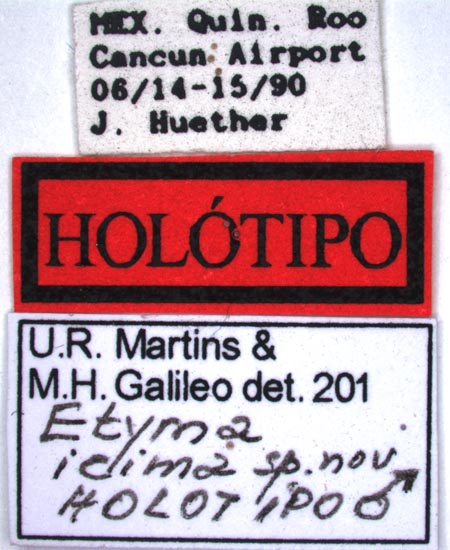 MEX. Quin. Roo
Cancun Airport
06/14-15/90
J. Huether
HOLÓTIPO
U.R. Martins &
M.H. Galileo det. 201
Etyma
idima sp. nov.
HOLOTIPO ♂